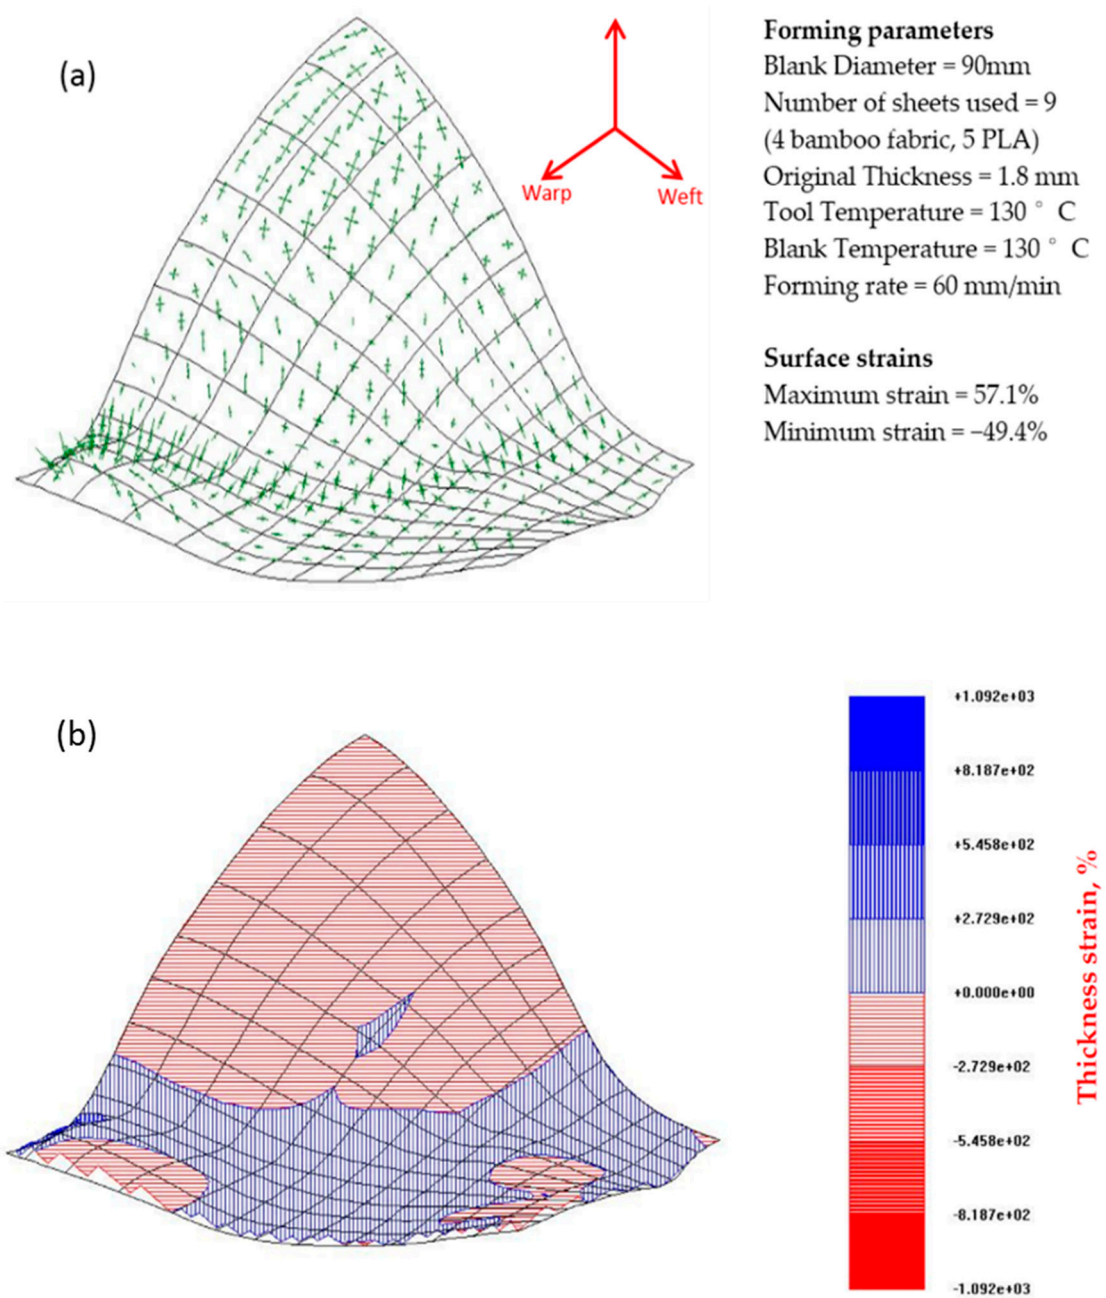 (a)
Warp
Weft
Forming parameters
Blank Diameter = 90mm
Number of sheets used = 9
(4 bamboo fabric, 5 PLA)
Original Thickness = 1.8 mm
Tool Temperature = 130 ° C
Blank Temperature = 130 ° C
Forming rate = 60 mm/min
Surface strains
Maximum strain = 57.1%
Minimum strain = –49.4%
(b)
+1.092e+03
+8.187e+02
+5.458e+02
+2.729e+02
+0.000e+00
-2.729e+02
-5.458e+02
-8.187e+02
-1.092e+03
Thickness strain, %